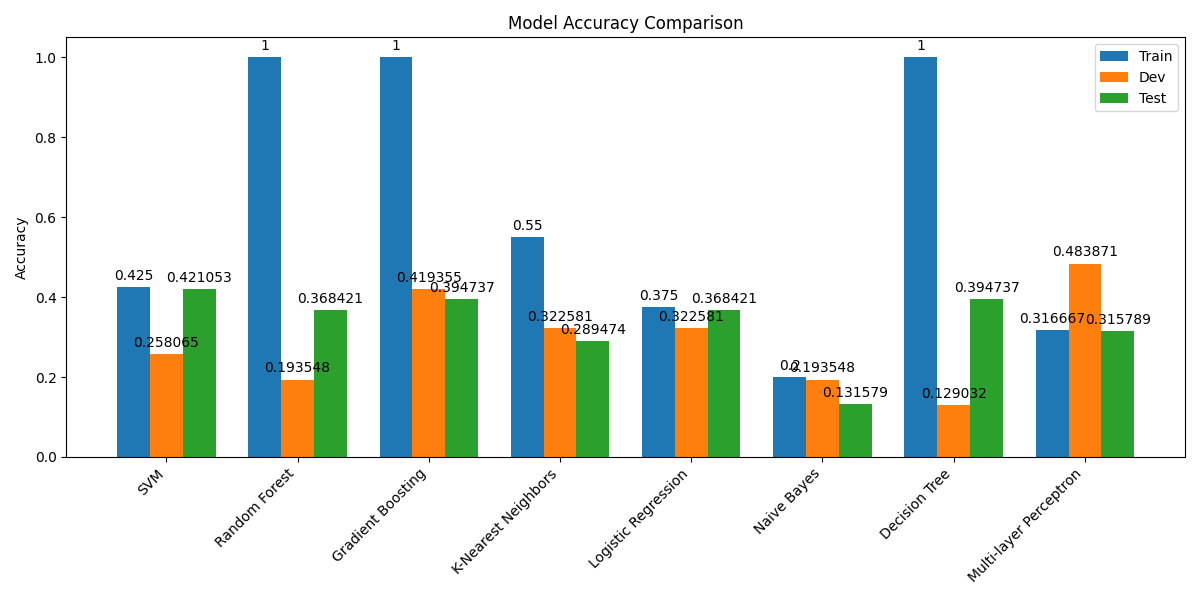 Model Accuracy Comparison
Accuracy
1.0
0.8
0.6
0.4
0.2
0.0
Train
Dev
Test
0.425
0.258065
0.421053
1
0.193548
0.368421
1
0.419355
0.394737
0.55
0.322581
0.289474
0.375
0.322581
0.368421
0.2
0.193548
0.131579
1
0.129032
0.394737
0.316667
0.483871
0.315789
SVM
Random Forest
Gradient Boosting
K-Nearest Neighbors
Logistic Regression
Naive Bayes
Decision Tree
Multi-layer Perceptron